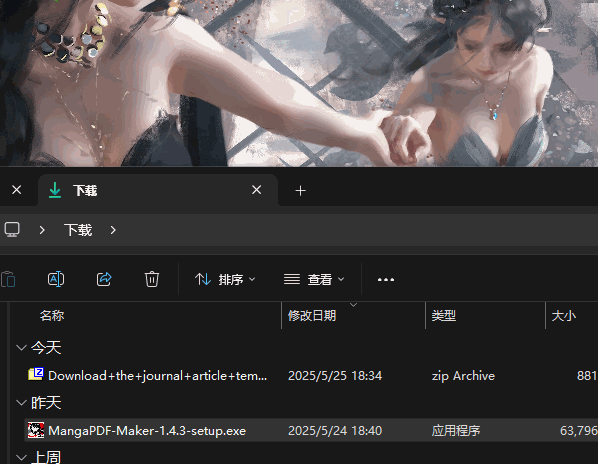 下载
下载
排序 查看
名称 修改日期 类型 大小
今天
Download+the+journal+article+tem... 2025/5/25 18:34 zip Archive 881
昨天
MangaPDF-Maker-1.4.3-setup.exe 2025/5/24 18:40 应用程序 63,796
上周